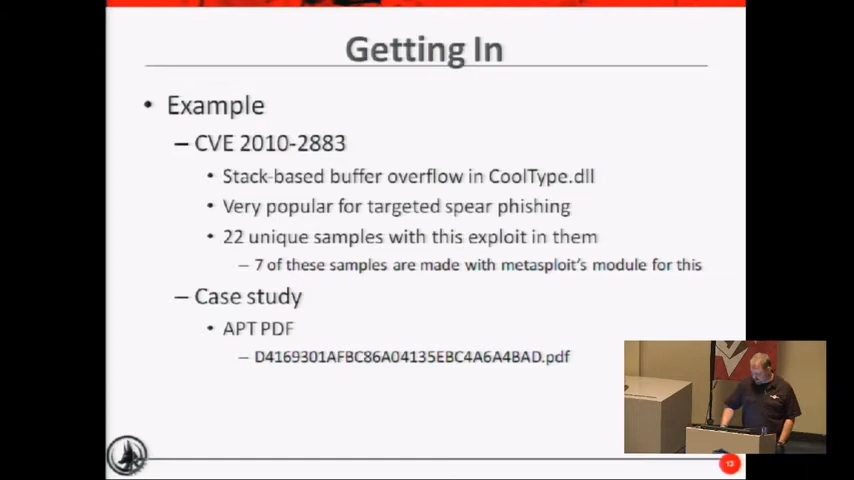 Getting In
• Example
– CVE 2010-2883
• Stack-based buffer overflow in CoolType.dll
• Very popular for targeted spear phishing
• 22 unique samples with this exploit in them
– 7 of these samples are made with metasploit's module for this
– Case study
• APT PDF
– D4169301AFBC86A04135EBC4A6A4BAD.pdf
13